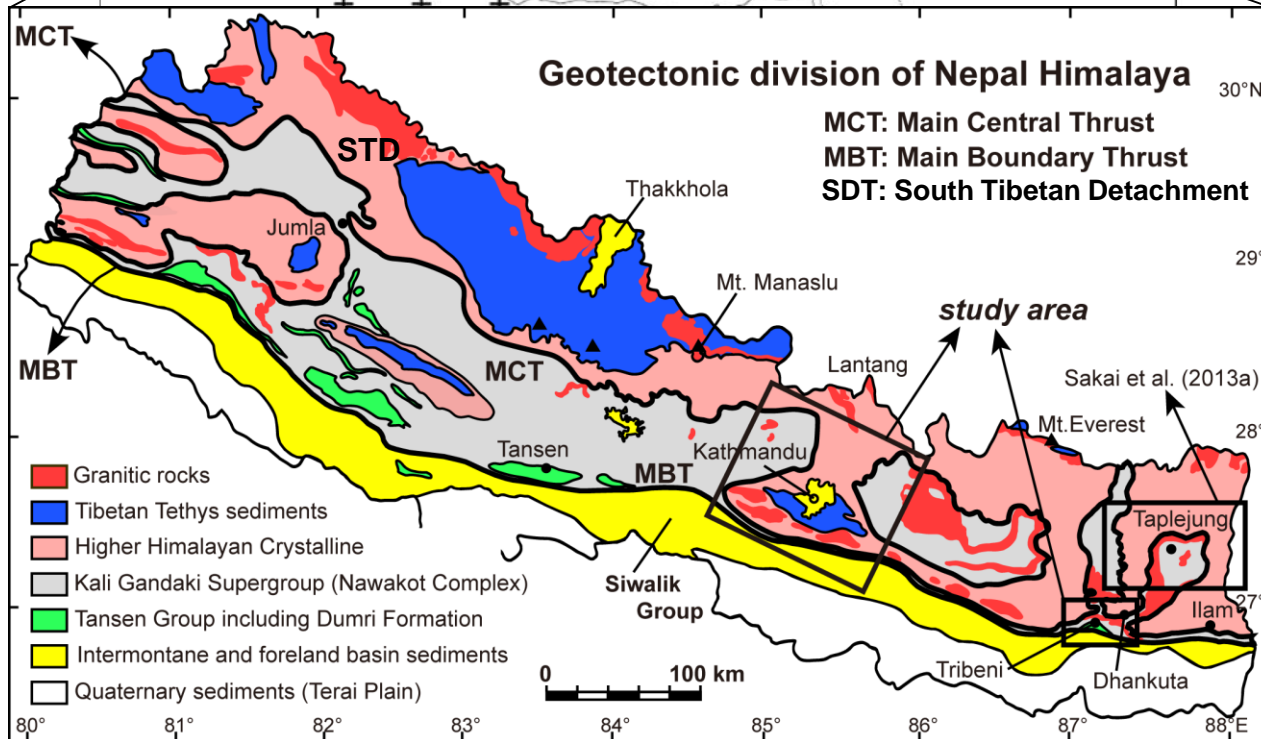 MCT
Geotectonic division of Nepal Himalaya
30°N
MCT: Main Central Thrust
MBT: Main Boundary Thrust
SDT: South Tibetan Detachment
STD
Thakkhola
Jumla
29°
Mt. Manaslu
study area
MBT
MCT
Lantang
Sakai et al. (2013a)
Mt.Everest
28°
Tansen
MBT
Kathmandu
Granitic rocks
Tibetan Tethys sediments
Higher Himalayan Crystalline
Kali Gandaki Supergroup (Nawakot Complex)
Tansen Group including Dumri Formation
Intermontane and foreland basin sediments
Quaternary sediments (Terai Plain)
Taplejung
Siwalik
Group
27°
Ilam
Tribeni
Dhankuta
0 100 km
80° 81° 82° 83° 84° 85° 86° 87° 88°E